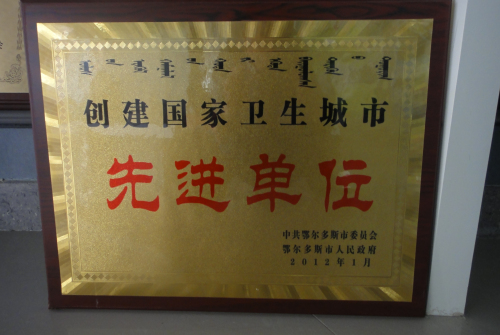 创建国家卫生城市
先进单位
中共鄂尔多斯市委员会
鄂尔多斯市人民政府
2012年1月